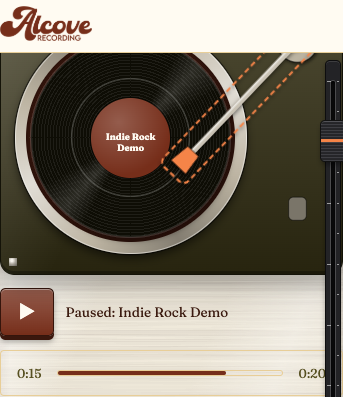 Alcove
RECORDING
Indie Rock
Demo
Paused: Indie Rock Demo
0:15
0:20